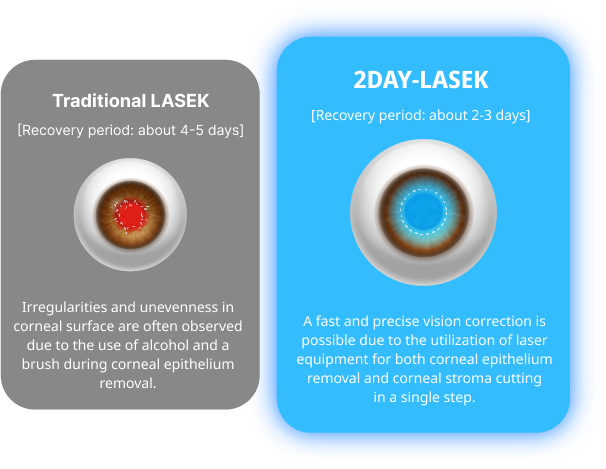 Traditional LASEK
[Recovery period: about 4-5 days]
Irregularities and unevenness in
corneal surface are often observed
due to the use of alcohol and a
brush during corneal epithelium
removal.
2DAY-LASEK
[Recovery period: about 2-3 days]
A fast and precise vision correction is
possible due to the utilization of laser
equipment for both corneal epithelium
removal and corneal stroma cutting
in a single step.